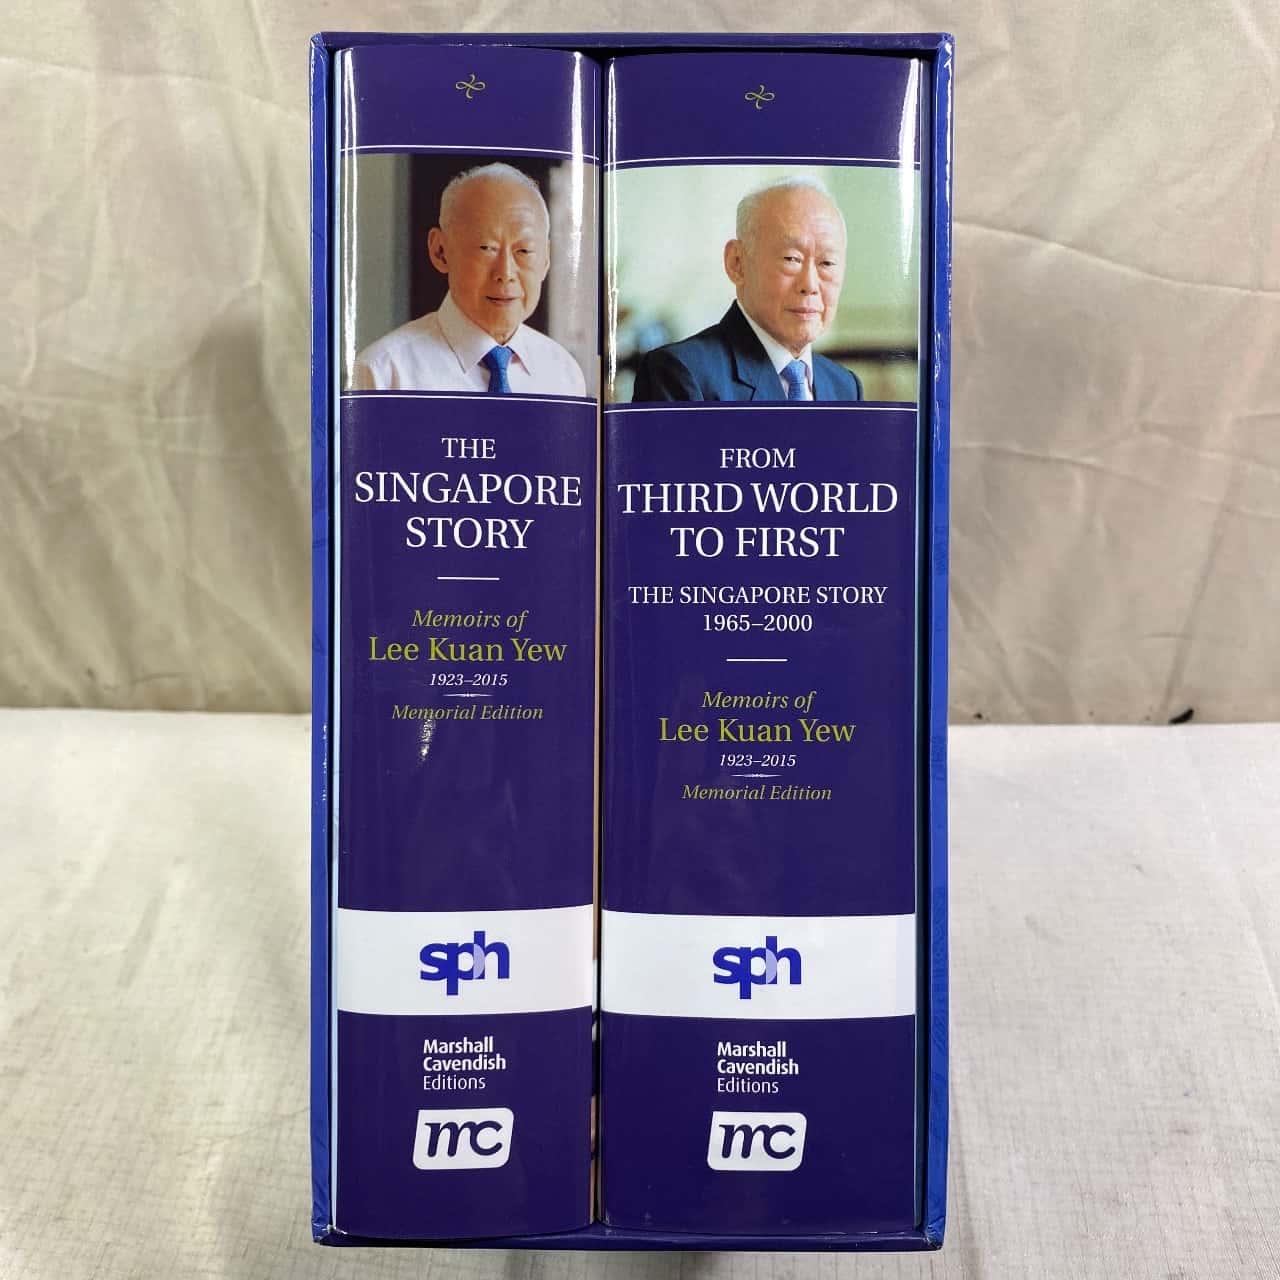 THE
SINGAPORE
STORY
Memoirs of
Lee Kuan Yew
1923–2015
Memorial Edition
sph
Marshall
Cavendish
Editions
mc
FROM
THIRD WORLD
TO FIRST
THE SINGAPORE STORY
1965–2000
Memoirs of
Lee Kuan Yew
1923–2015
Memorial Edition
sph
Marshall
Cavendish
Editions
mc